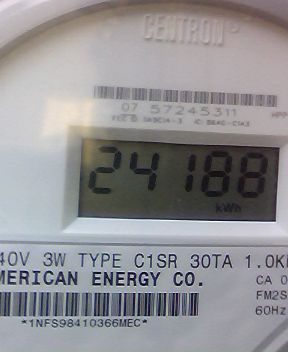 CENTRON
07 57245311
24188
kWh
40V 3W TYPE C1SR 30TA 1.0K
MERICAN ENERGY CO.
CA 0
FM2S
60Hz
*1NFS98410366MEC*